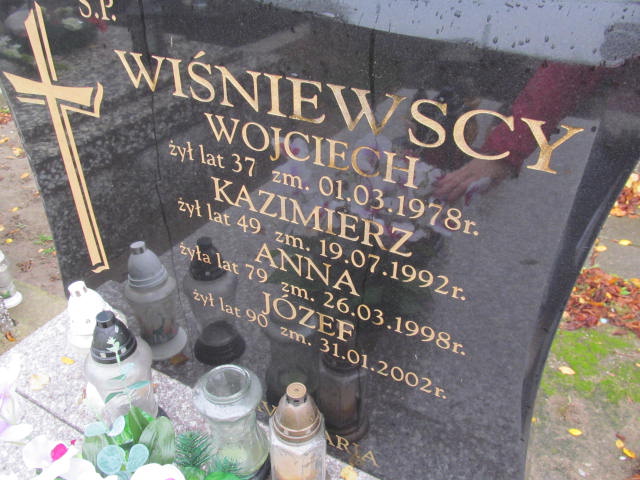 Ś.P.
WIŚNIEWSCY
WOJCIECH
żył lat 37 zm. 01.03.1978r.
KAZIMIERZ
żył lat 49 zm. 19.07.1992r.
ANNA
żyła lat 79 zm. 26.03.1998r.
JÓZEF
żył lat 90 zm. 31.01.2002r.